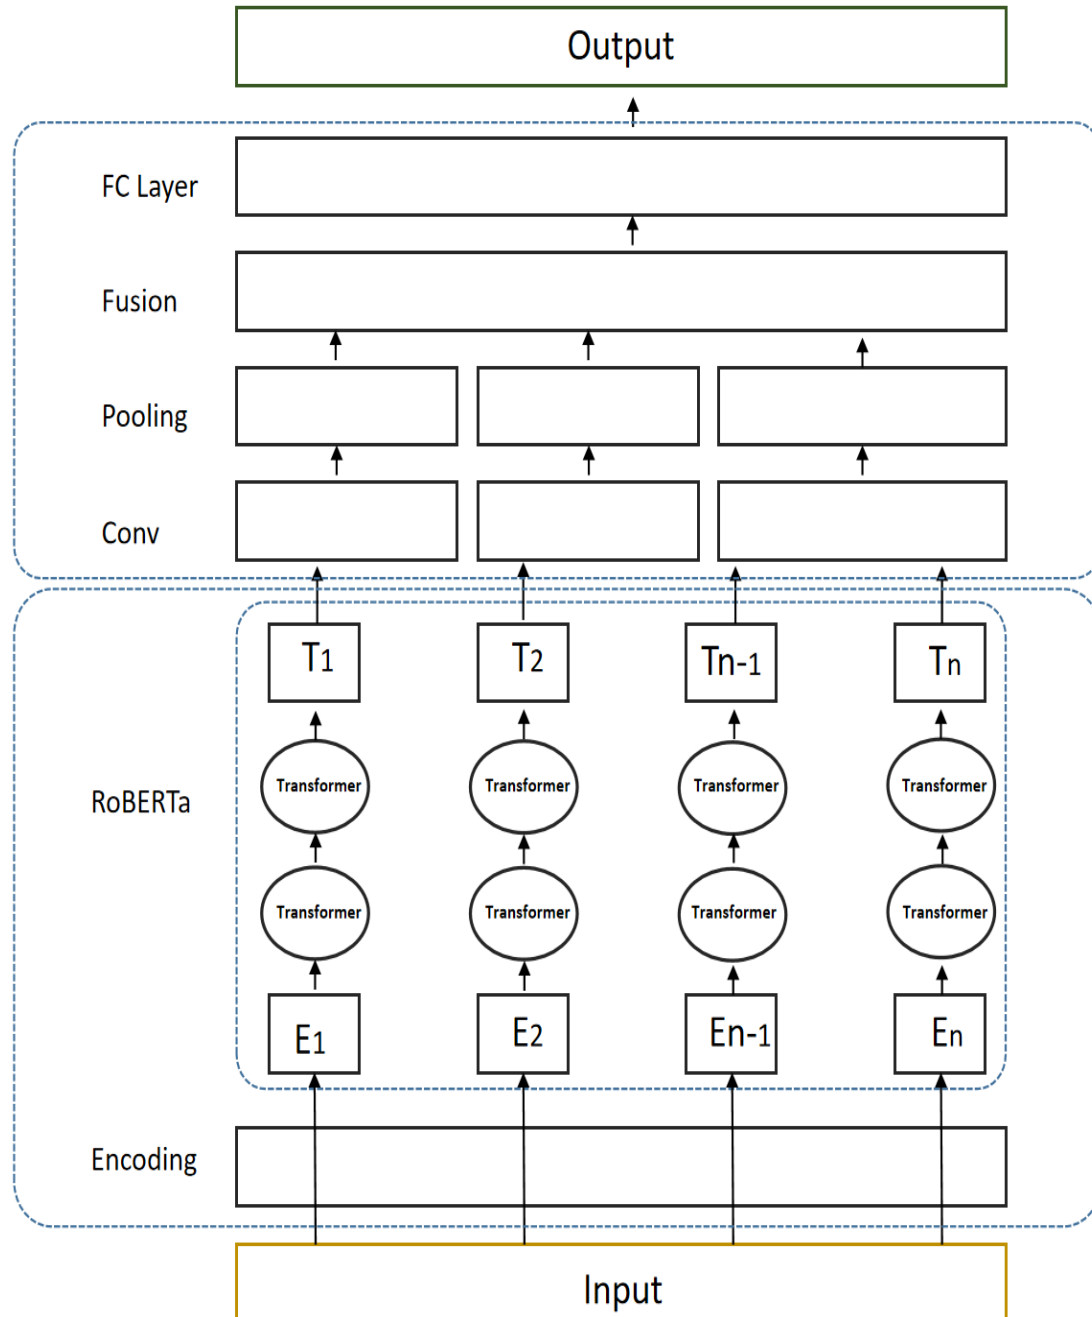 Output
FC Layer
Fusion
Pooling
Conv
T1 T2 Tn-1 Tn
RoBERTa
Transformer Transformer Transformer Transformer
Transformer Transformer Transformer Transformer
E1 E2 En-1 En
Encoding
Input